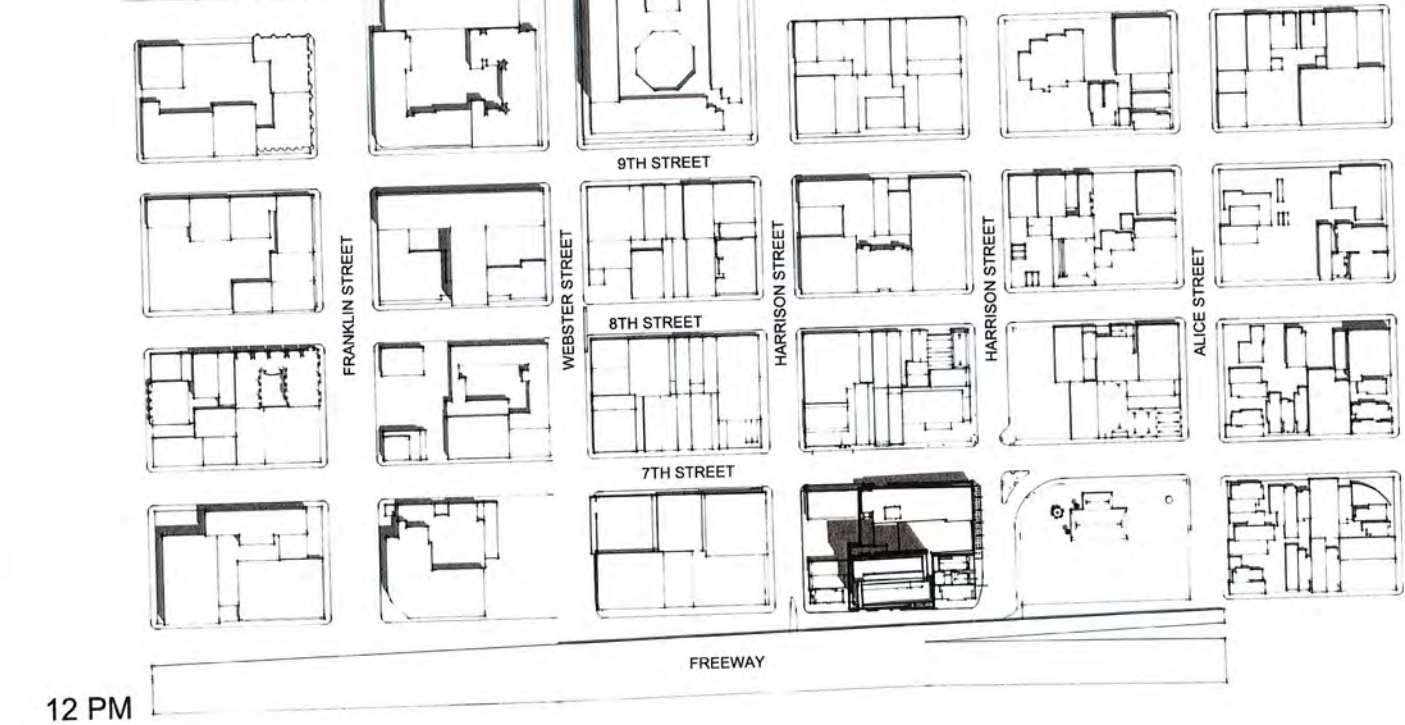 9TH STREET
FRANKLIN STREET
WEBSTER STREET
HARRISON STREET
HARRISON STREET
ALICE STREET
8TH STREET
7TH STREET
FREEWAY
12 PM